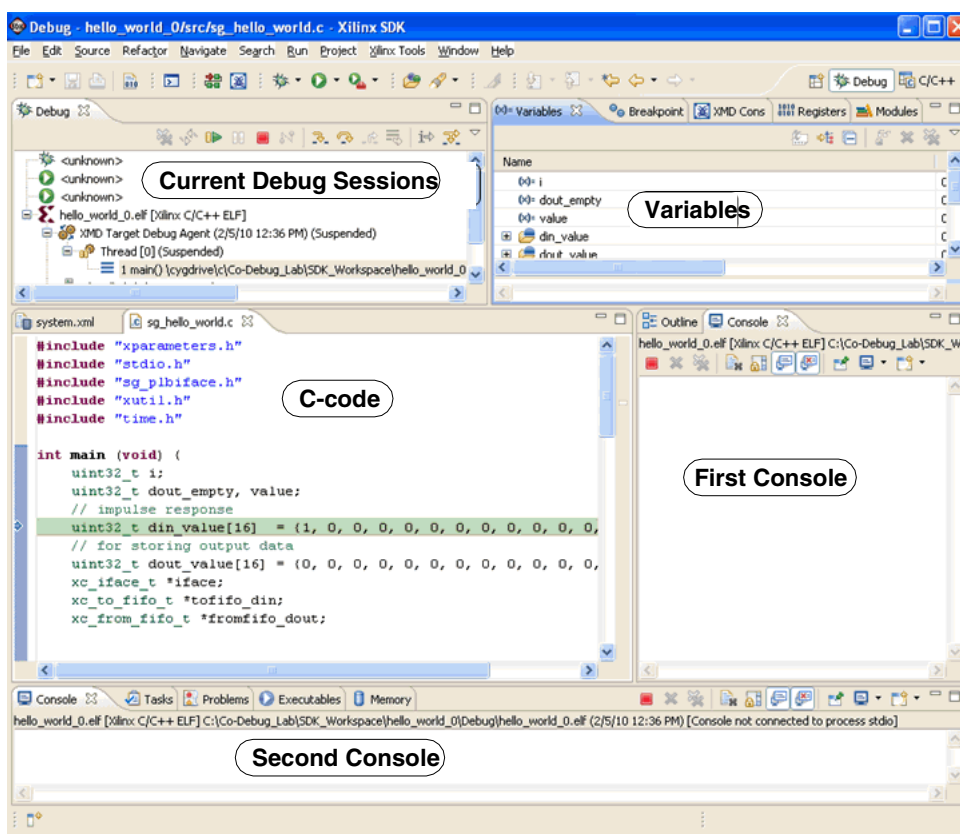 Debug - hello_world_0/src/sg_hello_world.c - Xilinx SDK
File Edit Source Refactor Navigate Search Run Project Xilinx Tools Window Help
Debug C/C++
Debug
<unknown>
<unknown>
<unknown>
Current Debug Sessions
hello_world_0.elf [Xilinx C/C++ ELF]
XMD Target Debug Agent (2/5/10 12:36 PM) (Suspended)
Thread [0] (Suspended)
1 main() \cygdrive\c\Co-Debug_Lab\SDK_Workspace\hello_world_0
Variables Breakpoint XMD Cons Registers Modules
Name
i
dout_empty
value
din_value
dout_value
Variables
system.xml sg_hello_world.c
#include "xparameters.h"
#include "stdio.h"
#include "sg_plbiface.h"
#include "xutil.h"
#include "time.h"
C-code
int main (void) {
uint32_t i;
uint32_t dout_empty, value;
// impulse response
uint32_t din_value[16] = {1, 0, 0, 0, 0, 0, 0, 0, 0, 0, 0,
// for storing output data
uint32_t dout_value[16] = {0, 0, 0, 0, 0, 0, 0, 0, 0, 0, 0,
xc_iface_t *iface;
xc_to_fifo_t *tofifo_din;
xc_from_fifo_t *fromfifo_dout;
Outline Console
hello_world_0.elf [Xilinx C/C++ ELF] C:\Co-Debug_Lab\SDK_W
First Console
Console Tasks Problems Executables Memory
hello_world_0.elf [Xilinx C/C++ ELF] C:\Co-Debug_Lab\SDK_Workspace\hello_world_0\Debug\hello_world_0.elf (2/5/10 12:36 PM) [Console not connected to process stdio]
Second Console